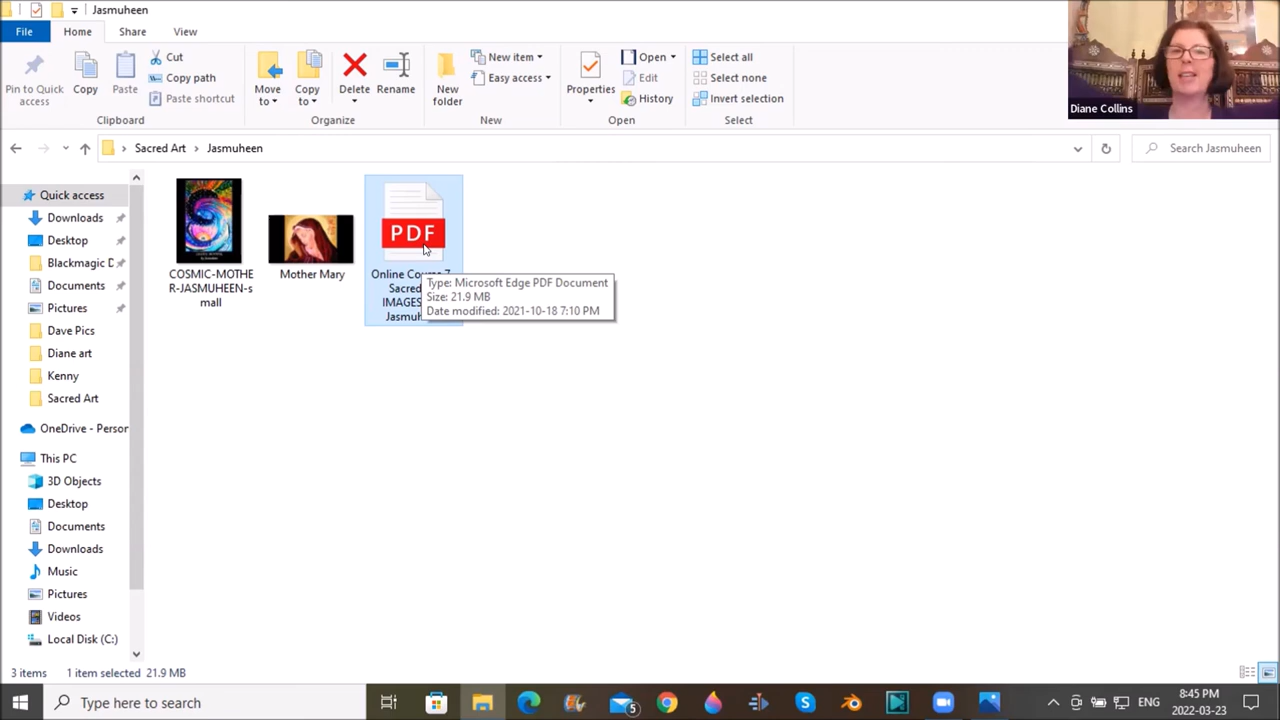 Jasmuheen
File
Home
Share
View
Pin to Quick
access
Copy
Paste
Cut
Copy path
Paste shortcut
Clipboard
Move
to
Copy
to
Delete
Rename
Organize
New
folder
New item
Easy access
New
Properties
Open
Edit
History
Open
Select all
Select none
Invert selection
Select
Diane Collins
Sacred Art
Jasmuheen
Search Jasmuheen
Quick access
Downloads
Desktop
Blackmagic D
Documents
Pictures
Dave Pics
Diane art
Kenny
Sacred Art
OneDrive - Person
This PC
3D Objects
Desktop
Documents
Downloads
Music
Pictures
Videos
Local Disk (C:)
COSMIC-MOTHE
R-JASMUHEEN-s
mall
Mother Mary
PDF
Online Course 7
Sacred
IMAGES
Jasmuh
Type: Microsoft Edge PDF Document
Size: 21.9 MB
Date modified: 2021-10-18 7:10 PM
3 items
1 item selected 21.9 MB
Type here to search
5
ENG
8:45 PM
2022-03-23